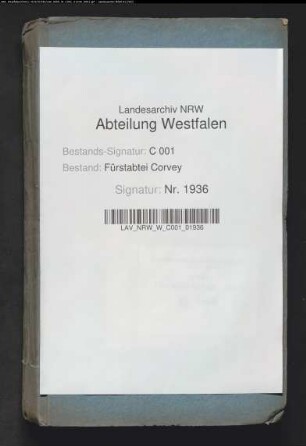 Landesarchiv NRW
Abteilung Westfalen
Bestands-Signatur: C 001
Bestand: Fürstabtei Corvey
Signatur: Nr. 1936
LAV_NRW_W_C001_01936